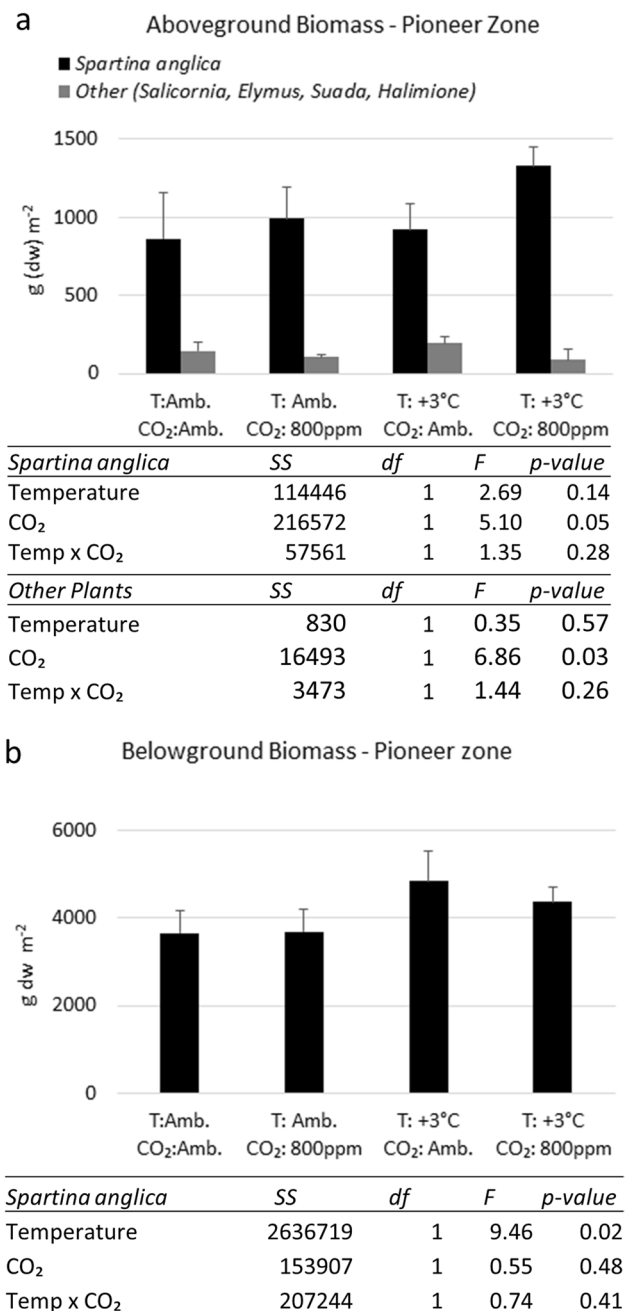 a
Aboveground Biomass - Pioneer Zone
Spartina anglica
Other (Salicornia, Elymus, Suada, Halimione)
g (dw) m-2
1500
1000
500
0
T:Amb. T: Amb. T: +3°C T: +3°C
CO₂:Amb. CO₂: 800ppm CO₂: Amb. CO₂: 800ppm
Spartina anglica SS df F p-value
Temperature 114446 1 2.69 0.14
CO₂ 216572 1 5.10 0.05
Temp x CO₂ 57561 1 1.35 0.28
Other Plants SS df F p-value
Temperature 830 1 0.35 0.57
CO₂ 16493 1 6.86 0.03
Temp x CO₂ 3473 1 1.44 0.26
b
Belowground Biomass - Pioneer zone
g dw m-2
6000
4000
2000
0
T:Amb. T: Amb. T: +3°C T: +3°C
CO₂:Amb. CO₂: 800ppm CO₂: Amb. CO₂: 800ppm
Spartina anglica SS df F p-value
Temperature 2636719 1 9.46 0.02
CO₂ 153907 1 0.55 0.48
Temp x CO₂ 207244 1 0.74 0.41